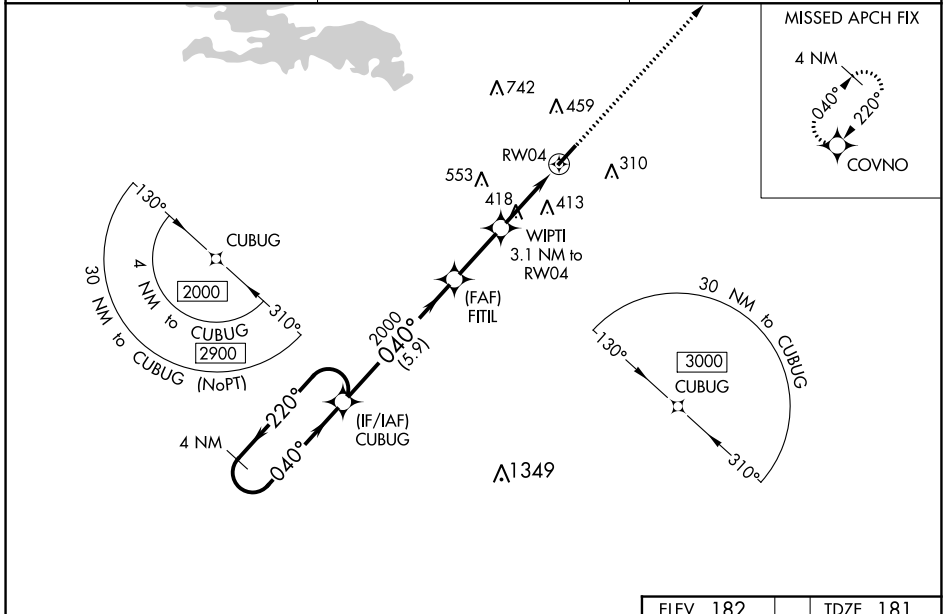 MISSED APCH FIX
4 NM
040°
220°
COVNO
742
459
RW04
310
553
418
413
WIPTI
3.1 NM to
RW04
(FAF)
FITIL
2000
040°
(5.9)
(IF/IAF)
CUBUG
220°
040°
4 NM
130°
CUBUG
2000
4 NM to CUBUG
310°
2900
30 NM to CUBUG (NoPT)
30 NM to CUBUG
130°
3000
CUBUG
310°
1349
ELEV 182
TDZE 181